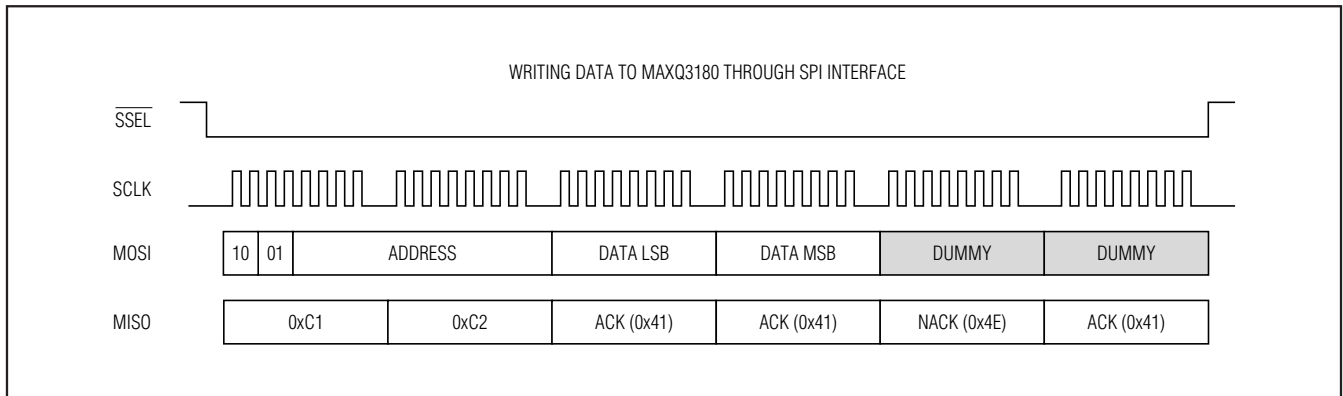 WRITING DATA TO MAXQ3180 THROUGH SPI INTERFACE
SSEL
SCLK
MOSI 10 01 ADDRESS DATA LSB DATA MSB DUMMY DUMMY
MISO 0xC1 0xC2 ACK (0x41) ACK (0x41) NACK (0x4E) ACK (0x41)